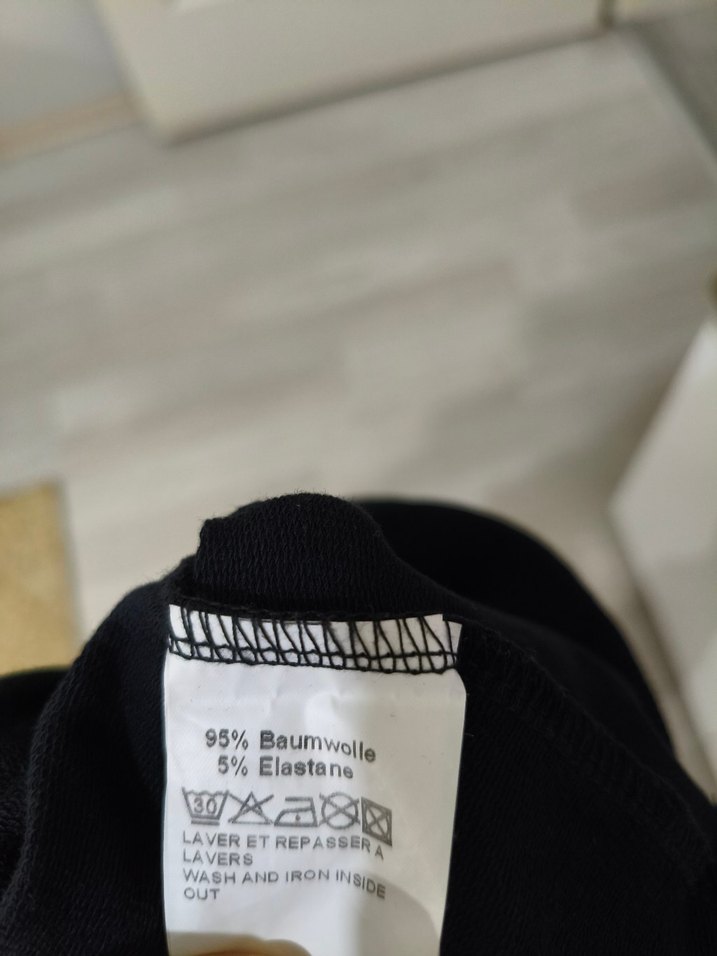 95% Baumwolle
5% Elastane
30
LAVER ET REPASSER A
LAVERS
WASH AND IRON INSIDE
OUT